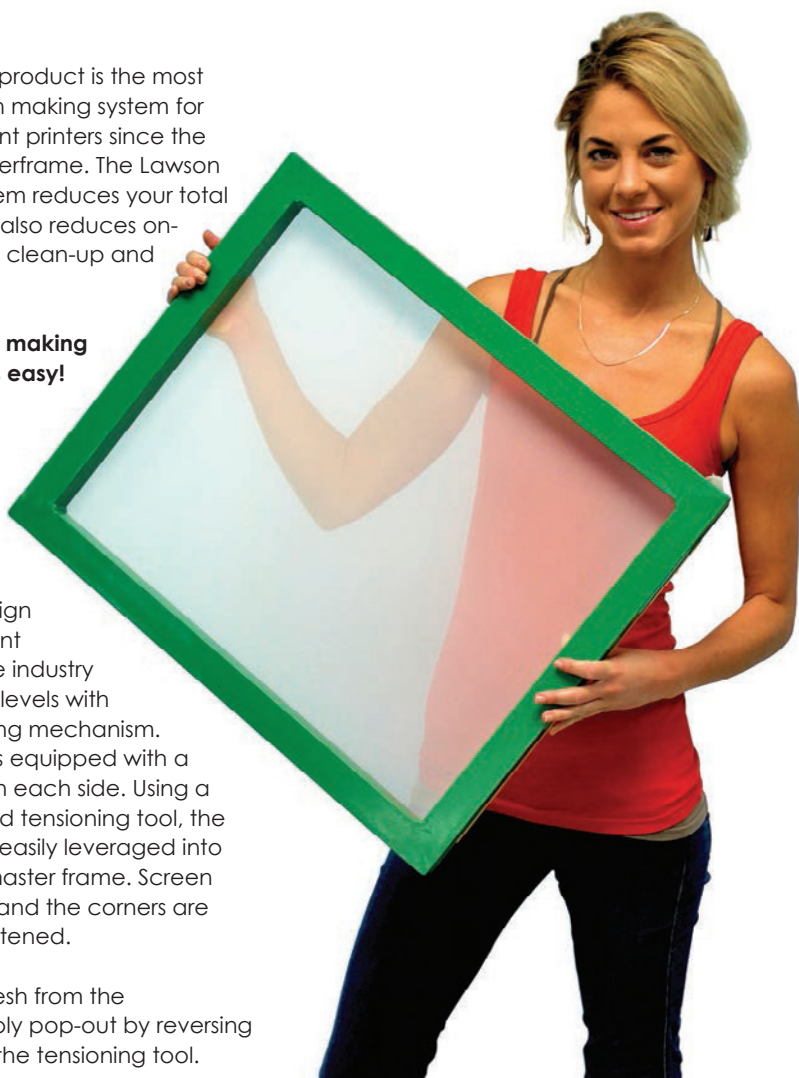 product is the most
making system for
nt printers since the
erframe. The Lawson
em reduces your total
also reduces on-
clean-up and
making
easy!
ign
nt
e industry
levels with
ng mechanism.
s equipped with a
n each side. Using a
d tensioning tool, the
easily leveraged into
naster frame. Screen
and the corners are
tened.
esh from the
ply pop-out by reversing
the tensioning tool.